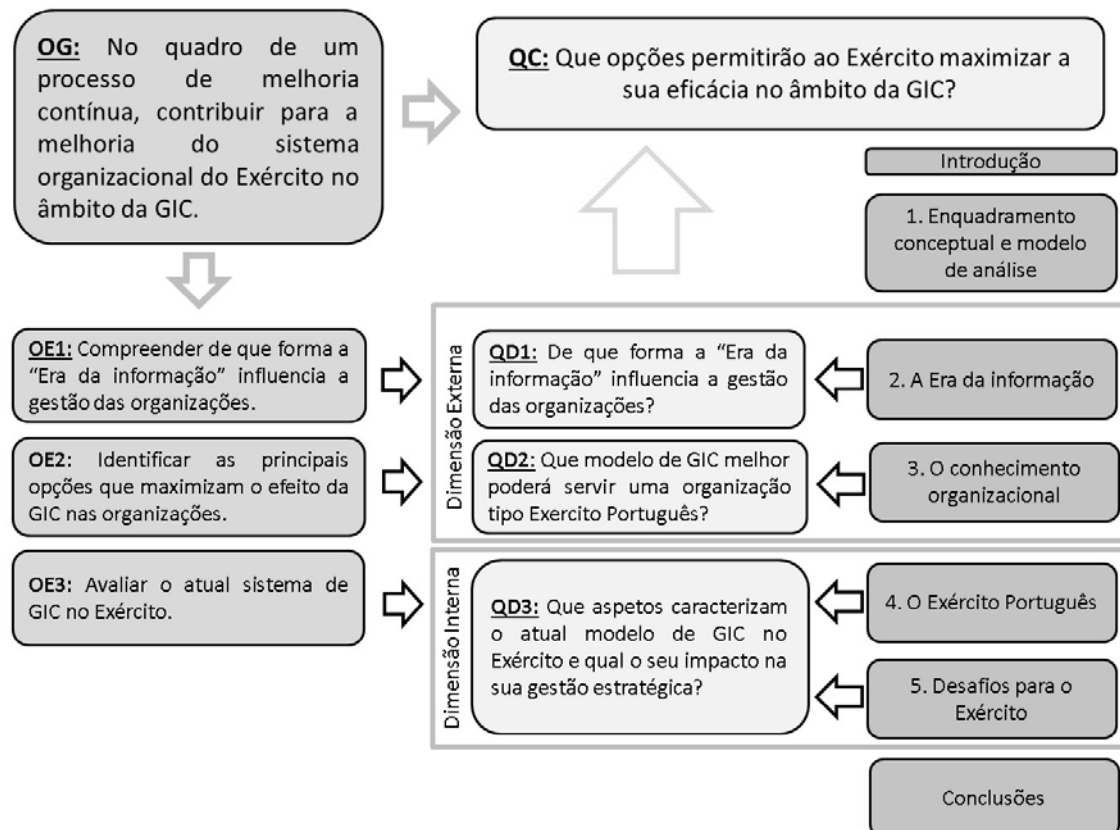 OG: No quadro de um
processo de melhoria
contínua, contribuir para a
melhoria do sistema
organizacional do Exército no
âmbito da GIC.
QC: Que opções permitirão ao Exército maximizar a
sua eficácia no âmbito da GIC?
Introdução
1. Enquadramento
conceptual e modelo
de análise
OE1: Compreender de que forma a
“Era da informação” influencia a
gestão das organizações.
Dimensão Externa
QD1: De que forma a “Era da
informação” influencia a gestão
das organizações?
2. A Era da informação
OE2: Identificar as principais
opções que maximizam o efeito da
GIC nas organizações.
QD2: Que modelo de GIC melhor
poderá servir uma organização
tipo Exercito Português?
3. O conhecimento
organizacional
OE3: Avaliar o atual sistema de
GIC no Exército.
Dimensão Interna
QD3: Que aspetos caracterizam
o atual modelo de GIC no
Exército e qual o seu impacto na
sua gestão estratégica?
4. O Exército Português
5. Desafios para o
Exército
Conclusões